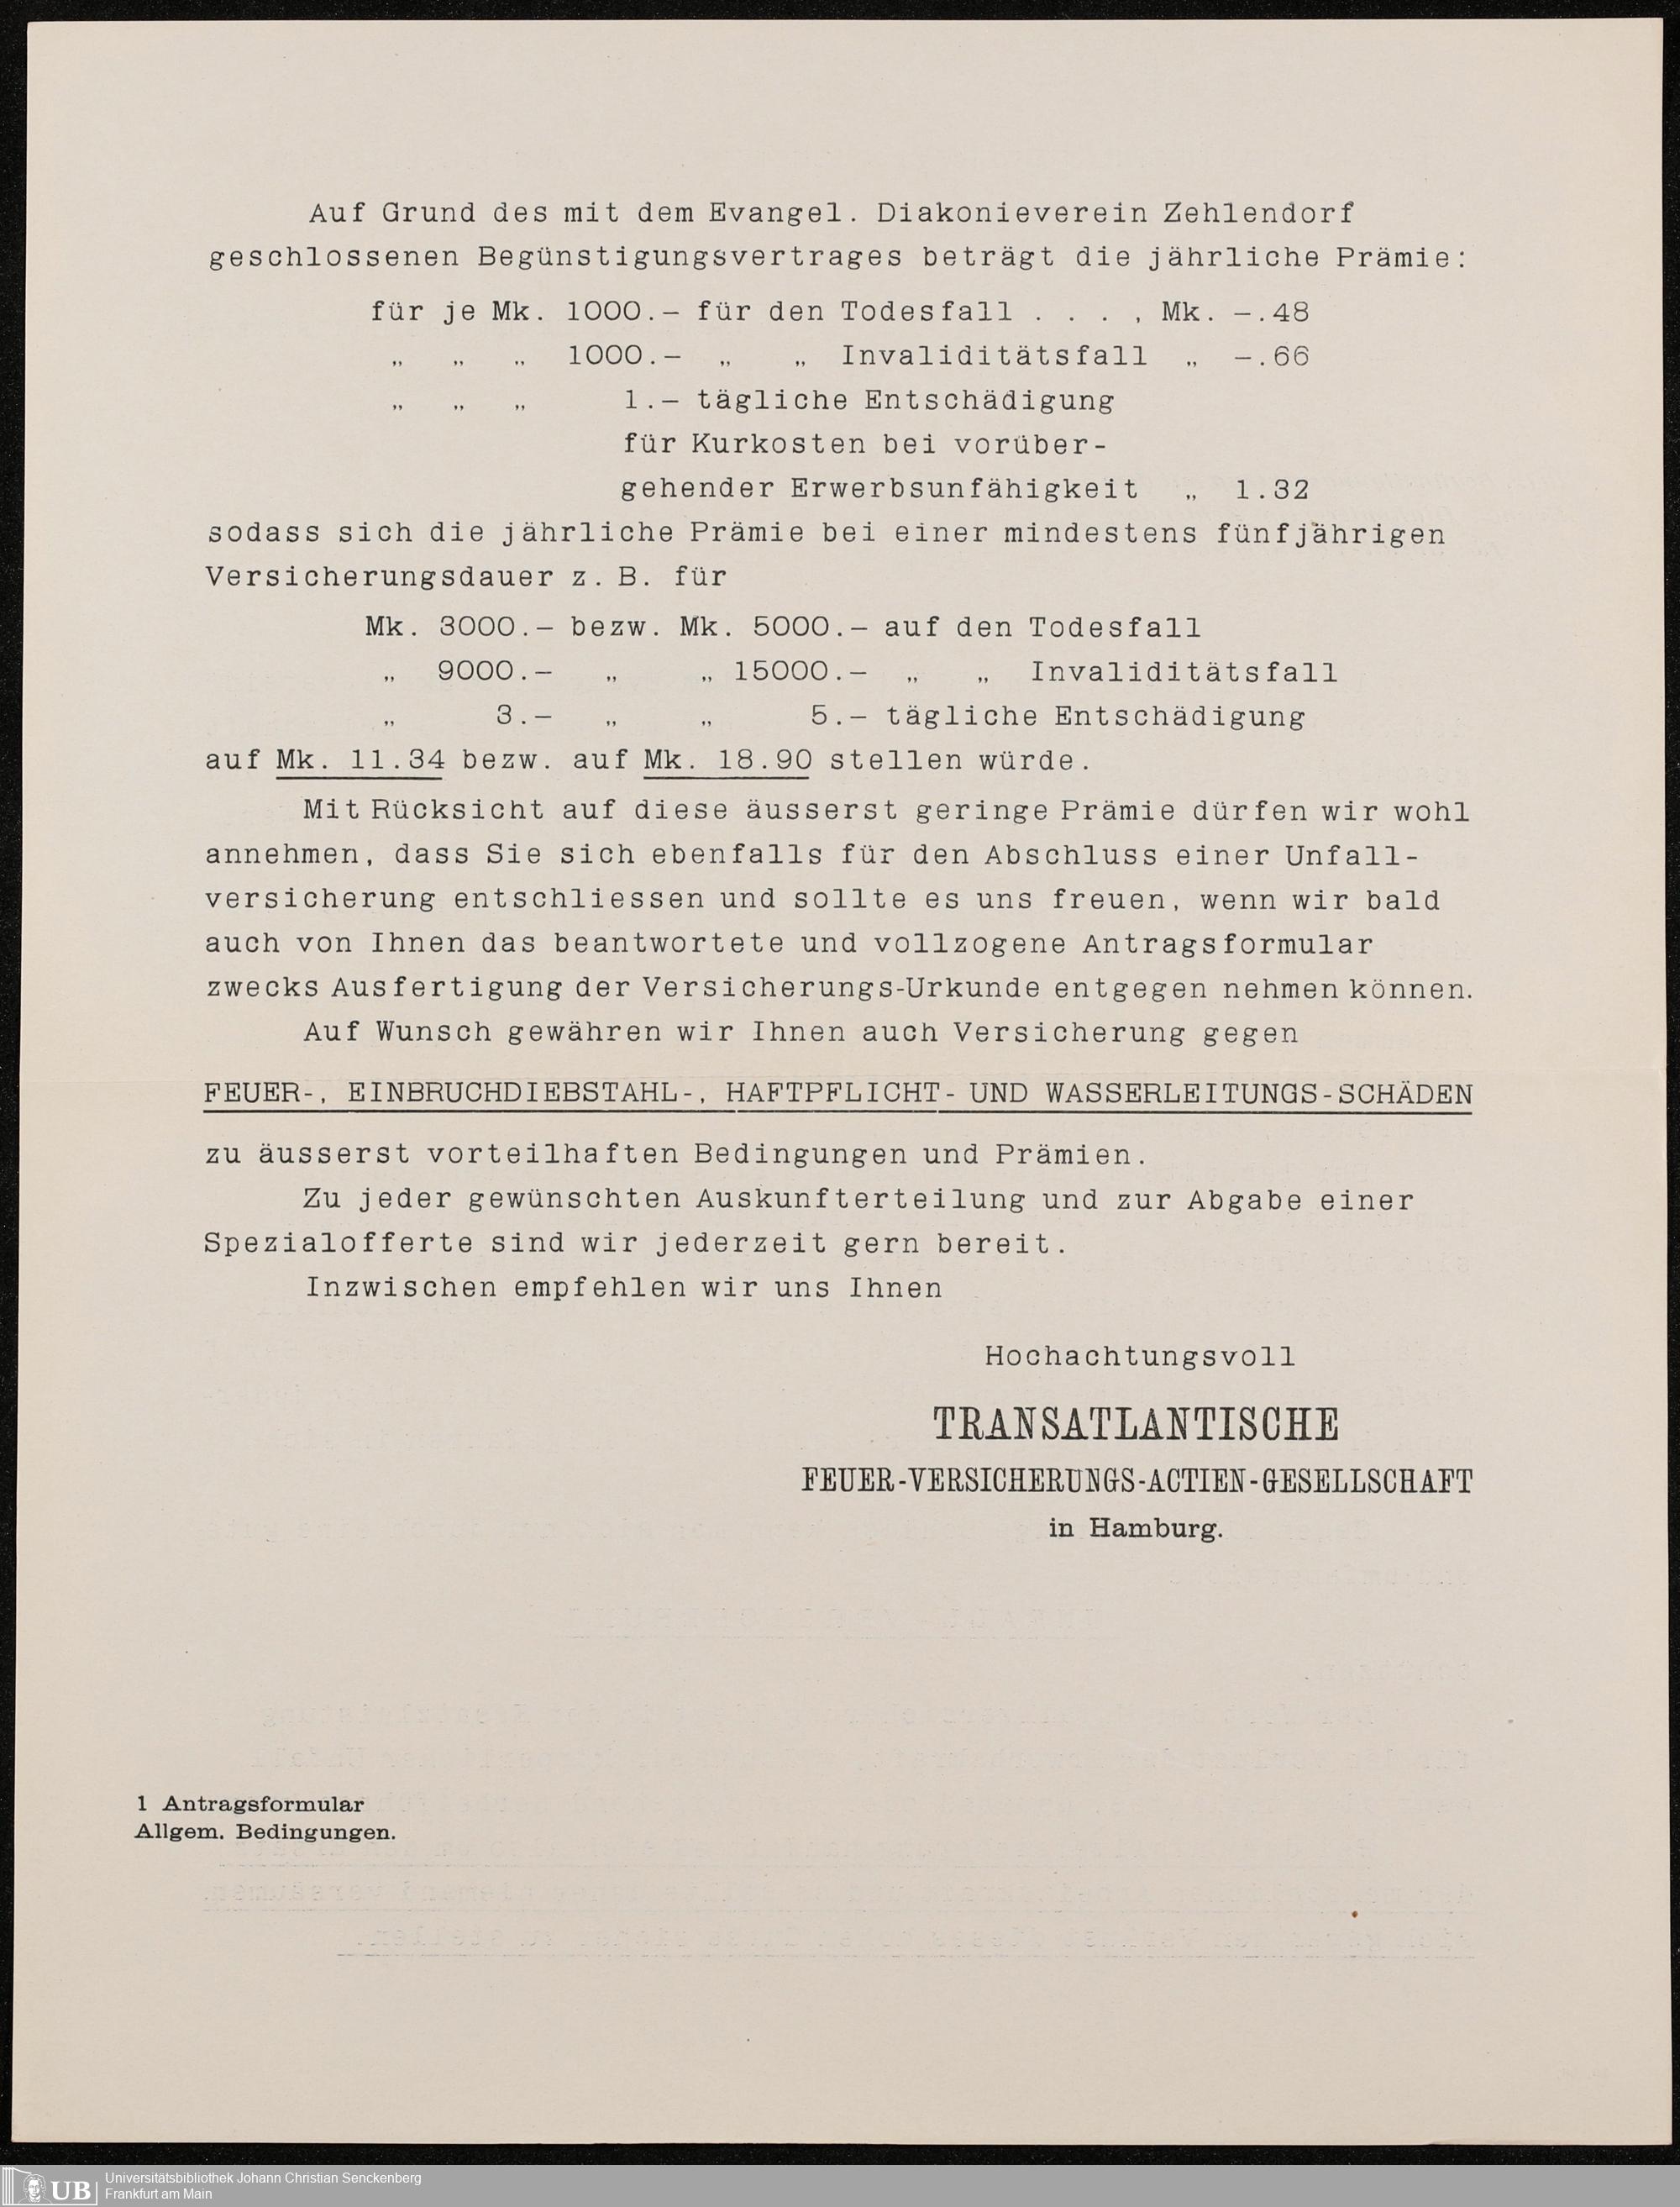 Auf Grund des mit dem Evangel. Diakonieverein Zehlendorf
geschlossenen Begünstigungsvertrages beträgt die jährliche Prämie:
für je Mk. 1000.— für den Todesfall . . . , Mk. —.48
„ „ „ 1000.— „ „ Invaliditätsfall „ —.66
„ „ „ 1.— tägliche Entschädigung
für Kurkosten bei vorüber-
gehender Erwerbsunfähigkeit „ 1.32
sodass sich die jährliche Prämie bei einer mindestens fünfjährigen
Versicherungsdauer z. B. für
Mk. 3000.— bezw. Mk. 5000.— auf den Todesfall
„ 9000.— „ „ 15000.— „ „ Invaliditätsfall
„ 3.— „ „ 5.— tägliche Entschädigung
auf Mk. 11.34 bezw. auf Mk. 18.90 stellen würde.
Mit Rücksicht auf diese äusserst geringe Prämie dürfen wir wohl
annehmen, dass Sie sich ebenfalls für den Abschluss einer Unfall-
versicherung entschliessen und sollte es uns freuen, wenn wir bald
auch von Ihnen das beantwortete und vollzogene Antragsformular
zwecks Ausfertigung der Versicherungs-Urkunde entgegen nehmen können.
Auf Wunsch gewähren wir Ihnen auch Versicherung gegen
FEUER-, EINBRUCHDIEBSTAHL-, HAFTPFLICHT- UND WASSERLEITUNGS-SCHÄDEN
zu äusserst vorteilhaften Bedingungen und Prämien.
Zu jeder gewünschten Auskunfterteilung und zur Abgabe einer
Spezialofferte sind wir jederzeit gern bereit.
Inzwischen empfehlen wir uns Ihnen
Hochachtungsvoll
TRANSATLANTISCHE
FEUER-VERSICHERUNGS-ACTIEN-GESELLSCHAFT
in Hamburg.
1 Antragsformular
Allgem. Bedingungen.
UB Universitätsbibliothek Johann Christian Senckenberg
Frankfurt am Main